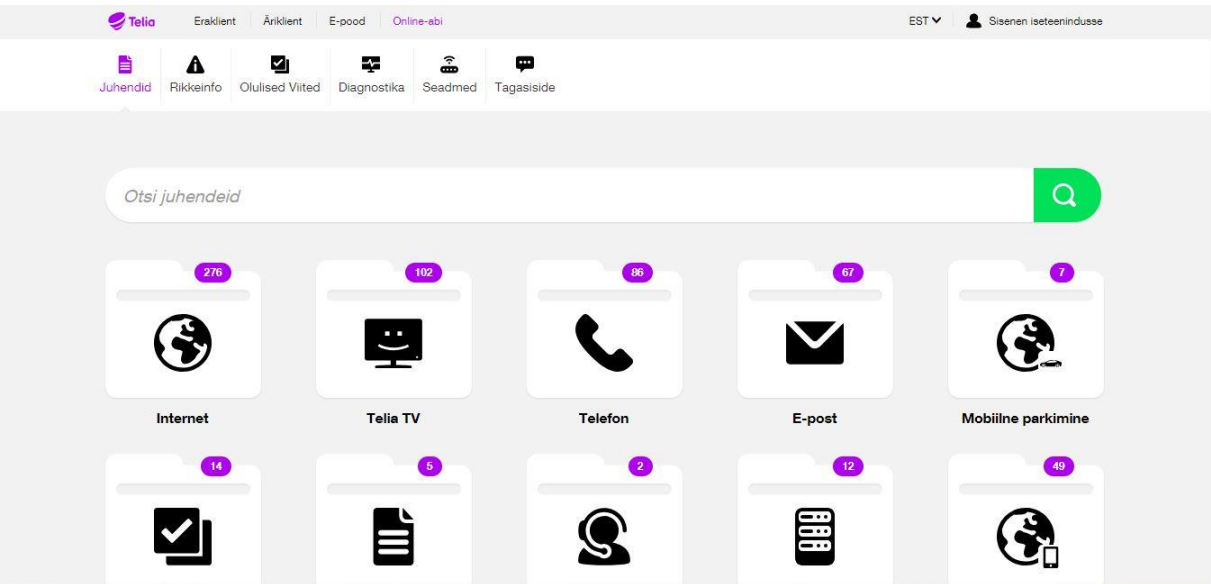 Telia Eraklient Äriklient E-pood Online-abi EST Sisenen iseteenindusse
Juhendid Rikkeinfo Olulised Viited Diagnostika Seadmed Tagasiside
Otsi juhendeid
276 102 86 67 7
Internet Telia TV Telefon E-post Mobiilne parkimine
14 5 2 12 49